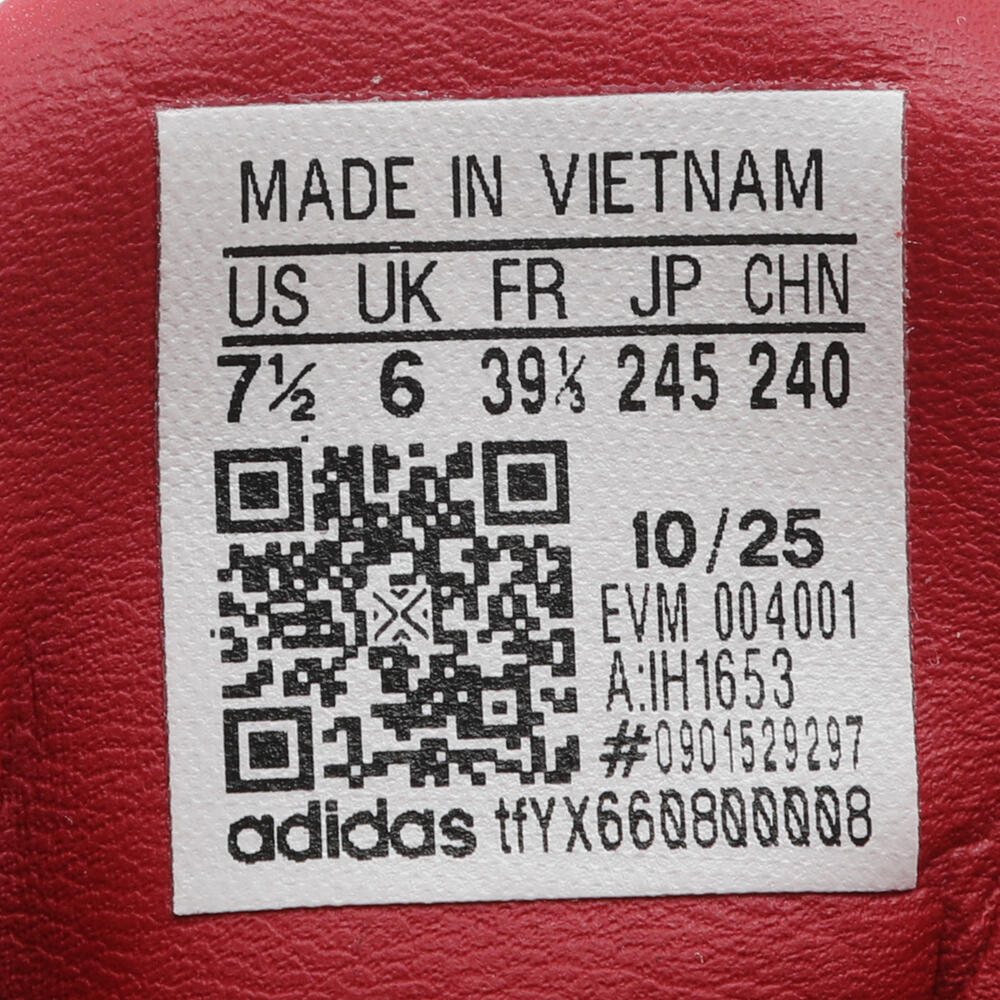 MADE IN VIETNAM
US UK FR JP CHN
7½ 6 39⅓ 245 240
10/25
EVM 004001
A:IH1653
#0901529297
adidas tfYX660800008